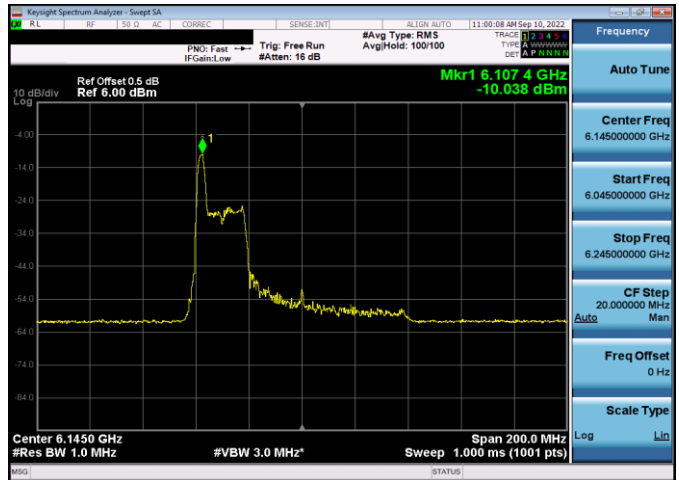 Keysight Spectrum Analyzer - Swept SA
RL RF 50 Ω AC CORREC SENSE:INT ALIGN AUTO 11:00:08 AM Sep 10, 2022
Frequency
PNO: Fast
IFGain:Low
Trig: Free Run
#Atten: 16 dB
#Avg Type: RMS
Avg|Hold: 100/100
TRACE 1 2 3 4 5 6
TYPE A WWWWW
DET A P N N N N
Mkr1 6.107 4 GHz
-10.038 dBm
Ref Offset 0.5 dB
10 dB/div Ref 6.00 dBm
Log
1
-4.00
-14.0
-24.0
-34.0
-44.0
-54.0
-64.0
-74.0
-84.0
Center 6.1450 GHz
#Res BW 1.0 MHz
#VBW 3.0 MHz*
Span 200.0 MHz
Sweep 1.000 ms (1001 pts)
MSG
STATUS
Auto Tune
Center Freq
6.145000000 GHz
Start Freq
6.045000000 GHz
Stop Freq
6.245000000 GHz
CF Step
20.000000 MHz
Auto Man
Freq Offset
0 Hz
Scale Type
Log Lin